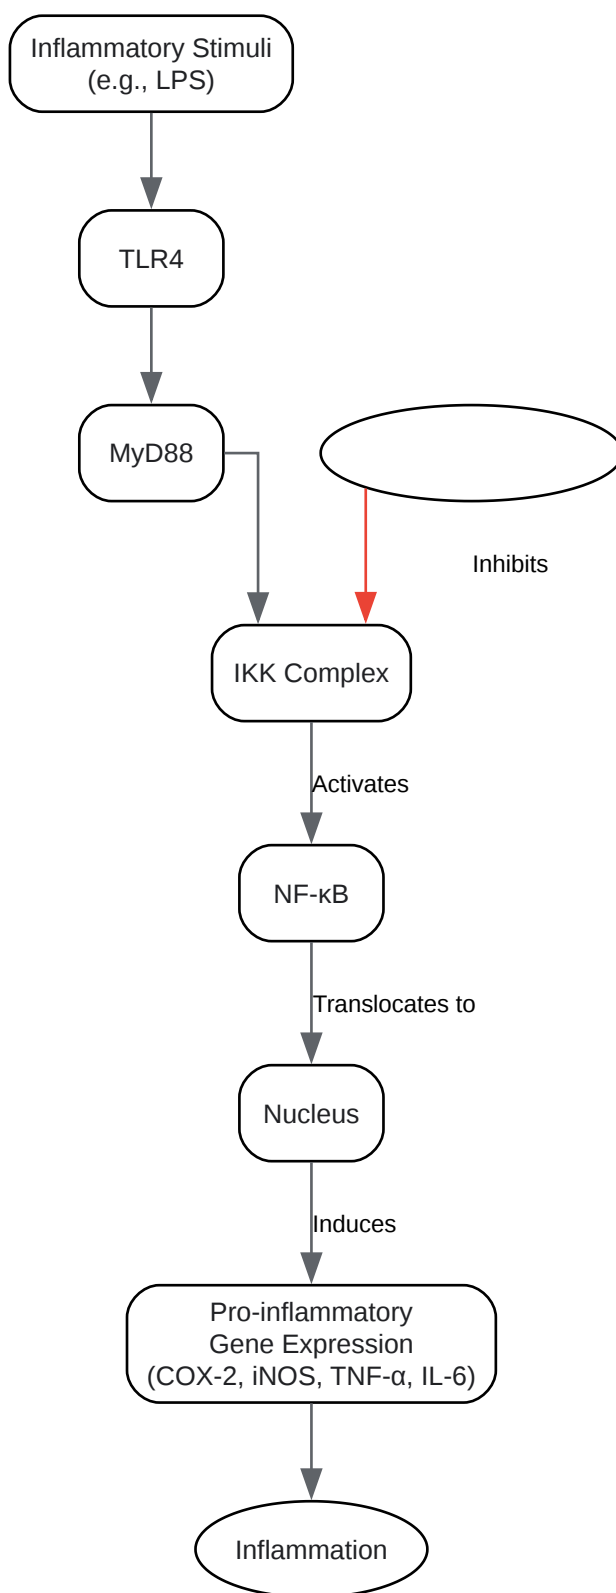 Inflammatory Stimuli
(e.g., LPS)
TLR4
MyD88
Inhibits
IKK Complex
Activates
NF-κB
Translocates to
Nucleus
Induces
Pro-inflammatory
Gene Expression
(COX-2, iNOS, TNF-α, IL-6)
Inflammation